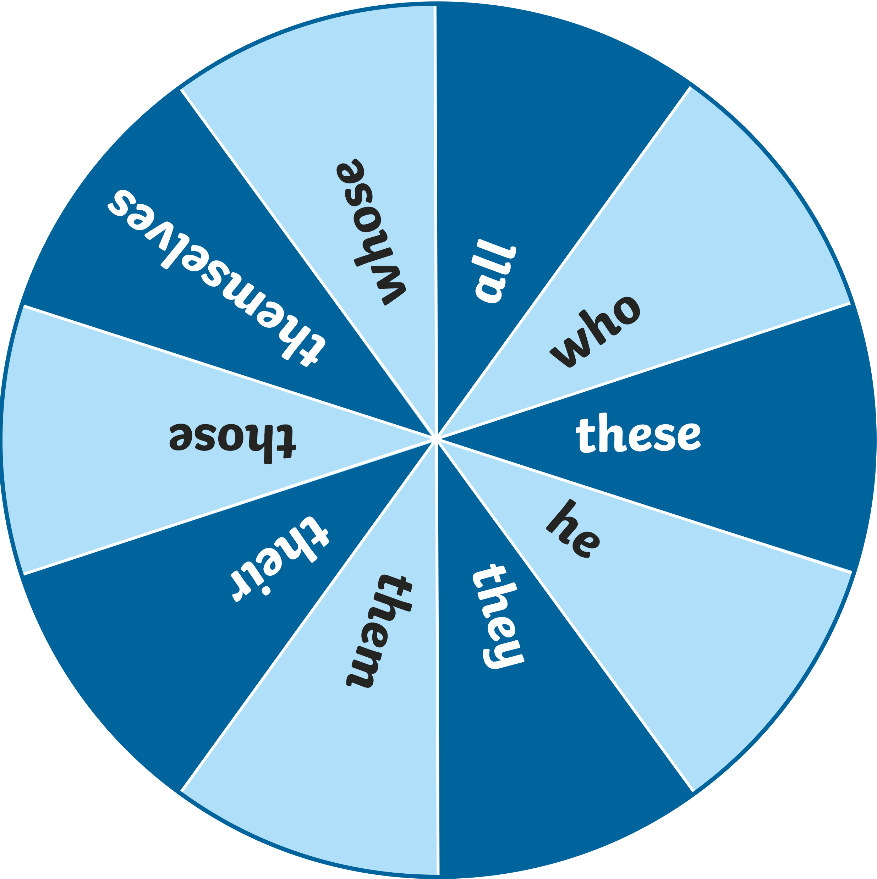 all
who
these
he
they
them
their
those
themselves
whose